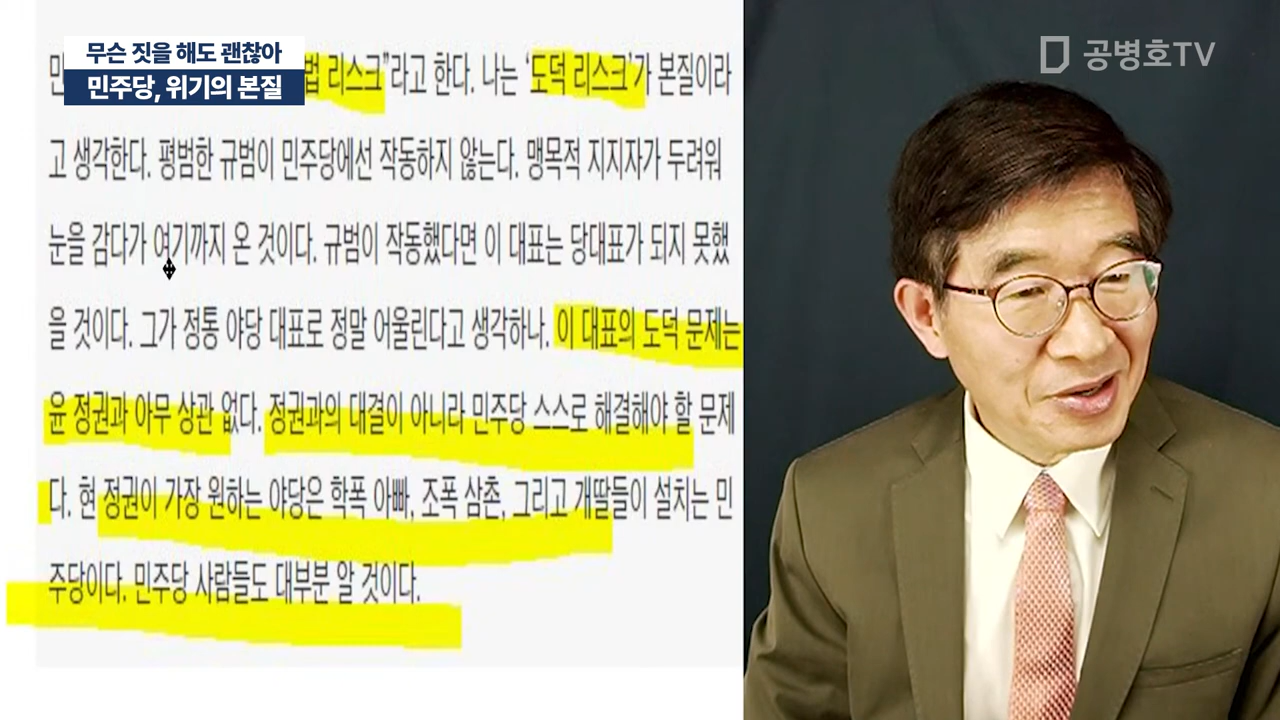 무슨 짓을 해도 괜찮아
민주당, 위기의 본질
공병호TV
법 리스크”라고 한다. 나는 ‘도덕 리스크’가 본질이라
고 생각한다. 평범한 규범이 민주당에선 작동하지 않는다. 맹목적 지지자가 두려워
눈을 감다가 여기까지 온 것이다. 규범이 작동했다면 이 대표는 당대표가 되지 못했
을 것이다. 그가 정통 야당 대표로 정말 어울린다고 생각하나. 이 대표의 도덕 문제는
윤 정권과 아무 상관 없다. 정권과의 대결이 아니라 민주당 스스로 해결해야 할 문제
다. 현 정권이 가장 원하는 야당은 학폭 아빠, 조폭 삼촌, 그리고 개딸들이 설치는 민
주당이다. 민주당 사람들도 대부분 알 것이다.